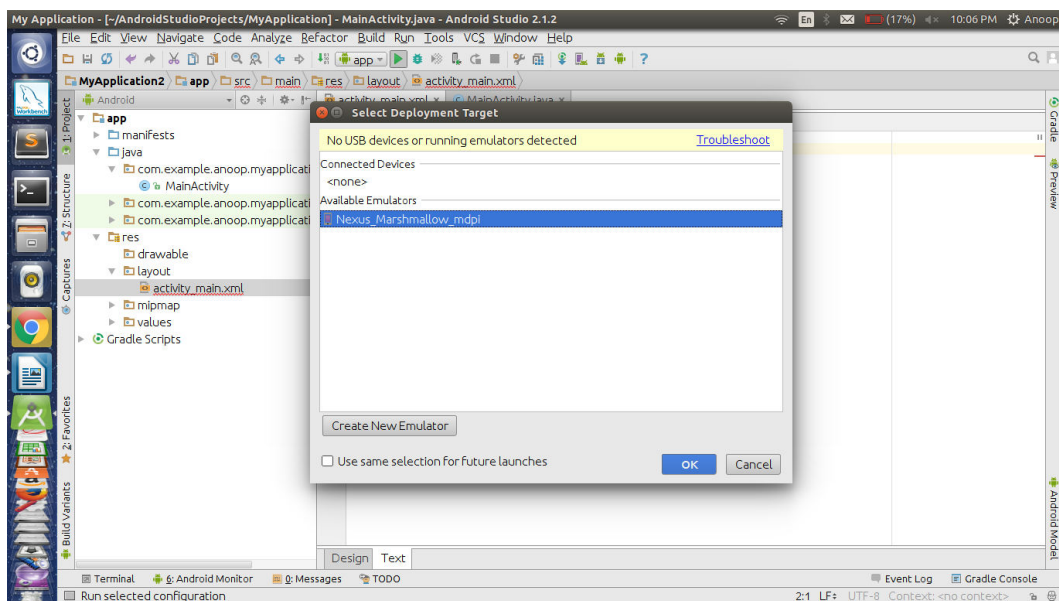 My Application - [~/AndroidStudioProjects/MyApplication] - MainActivity.java - Android Studio 2.1.2
En
(17%)
10:06 PM
Anoop
File Edit View Navigate Code Analyze Refactor Build Run Tools VCS Window Help
app
?
MyApplication2 app src main res layout activity_main.xml
Android
activity_main.xml × MainActivity.java ×
1: Project
Z: Structure
Captures
2: Favorites
Build Variants
app
manifests
java
com.example.anoop.myapplicati
MainActivity
com.example.anoop.myapplicati
com.example.anoop.myapplicati
res
drawable
layout
activity_main.xml
mipmap
values
Gradle Scripts
Select Deployment Target
No USB devices or running emulators detected Troubleshoot
Connected Devices
<none>
Available Emulators
Nexus_Marshmallow_mdpi
Create New Emulator
Use same selection for future launches
OK Cancel
Gradle
Preview
Android Model
Design Text
Terminal 6: Android Monitor 0: Messages TODO
Event Log Gradle Console
Run selected configuration
2:1 LF÷ UTF-8 Context: <no context>
Workbench